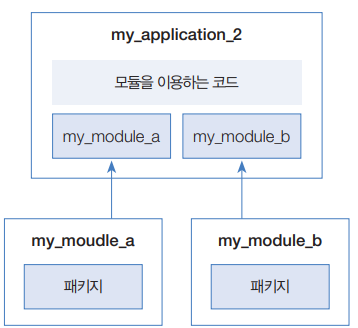 my_application_2
모듈을 이용하는 코드
my_module_a my_module_b
my_moudle_a my_module_b
패키지 패키지